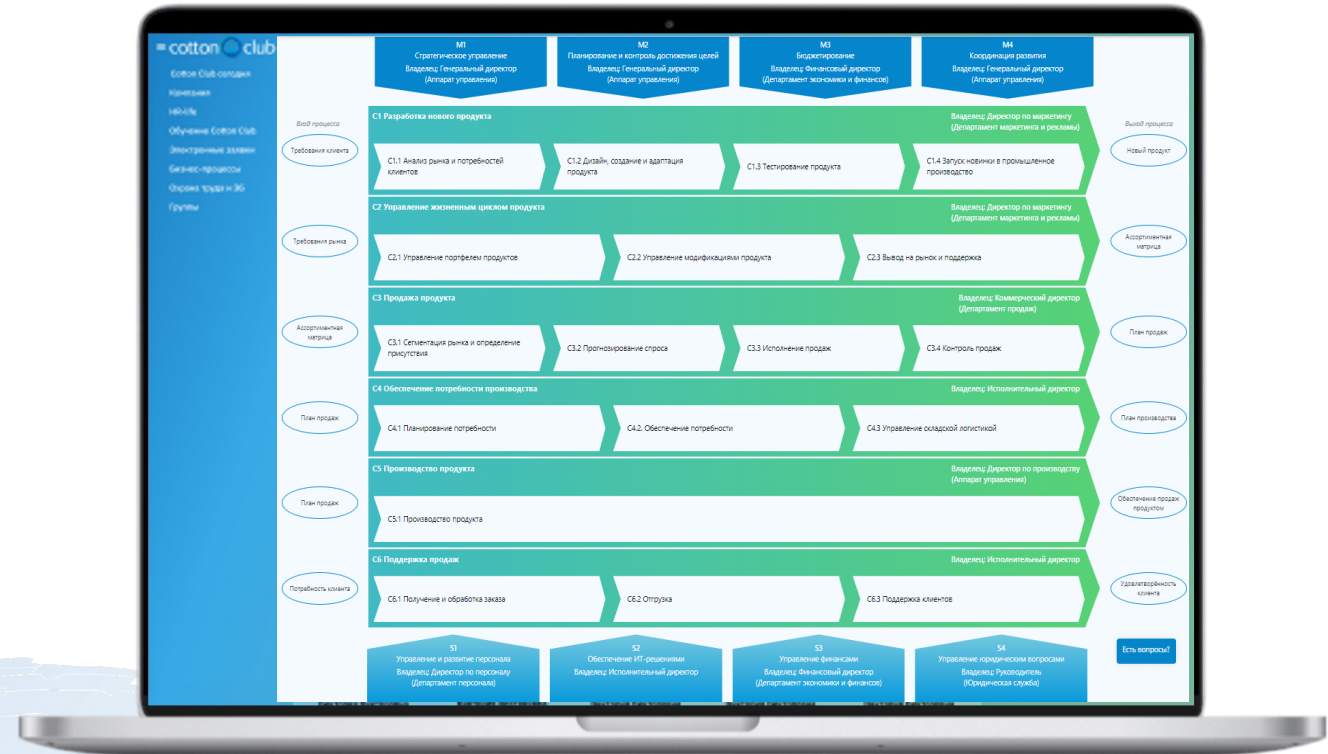 cotton club
Cotton Club сегодня
Компания
HR-life
Обучение Cotton Club
Электронные заявки
Бизнес-процессы
Охрана труда и ЭБ
Группы
M1
Стратегическое управление
Владелец: Генеральный директор
(Аппарат управления)
M2
Планирование и контроль достижения целей
Владелец: Генеральный директор
(Аппарат управления)
M3
Бюджетирование
Владелец: Финансовый директор
(Департамент экономики и финансов)
M4
Координация развития
Владелец: Генеральный директор
(Аппарат управления)
Вход процесса
Выход процесса
C1 Разработка нового продукта
Владелец: Директор по маркетингу
(Департамент маркетинга и рекламы)
Требования клиента
C1.1 Анализ рынка и потребностей
клиентов
C1.2 Дизайн, создание и адаптация
продукта
C1.3 Тестирование продукта
C1.4 Запуск новинки в промышленное
производство
Новый продукт
C2 Управление жизненным циклом продукта
Владелец: Директор по маркетингу
(Департамент маркетинга и рекламы)
Требования рынка
C2.1 Управление портфелем продуктов
C2.2 Управление модификациями продукта
C2.3 Вывод на рынок и поддержка
Ассортиментная
матрица
C3 Продажа продукта
Владелец: Коммерческий директор
(Департамент продаж)
Ассортиментная
матрица
C3.1 Сегментация рынка и определение
присутствия
C3.2 Прогнозирование спроса
C3.3 Исполнение продаж
C3.4 Контроль продаж
План продаж
C4 Обеспечение потребности производства
Владелец: Исполнительный директор
План продаж
C4.1 Планирование потребности
C4.2. Обеспечение потребности
C4.3 Управление складской логистикой
План производства
C5 Производство продукта
Владелец: Директор по производству
(Аппарат управления)
План продаж
C5.1 Производство продукта
Обеспечение продаж
продуктом
C6 Поддержка продаж
Владелец: Исполнительный директор
Потребность клиента
C6.1 Получение и обработка заказа
C6.2 Отгрузка
C6.3 Поддержка клиентов
Удовлетворённость
клиента
S1
Управление и развитие персонала
Владелец: Директор по персоналу
(Департамент персонала)
S2
Обеспечение ИТ-решениями
Владелец: Исполнительный директор
S3
Управление финансами
Владелец: Финансовый директор
(Департамент экономики и финансов)
S4
Управление юридическим вопросами
Владелец: Руководитель
(Юридическая служба)
Есть вопросы?